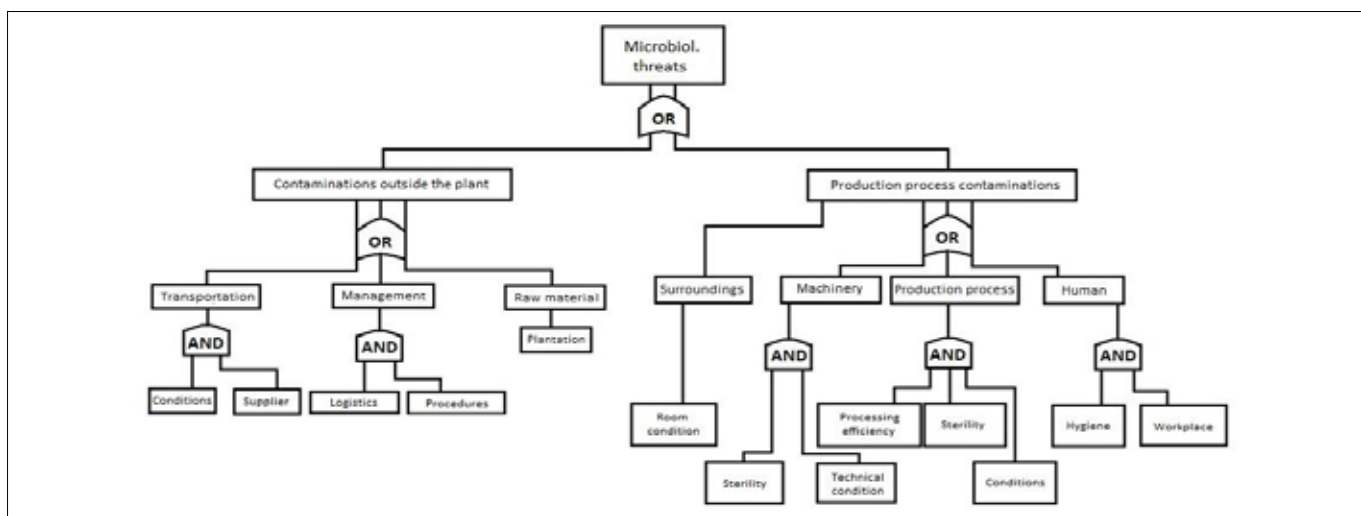 Microbiol.
threats
OR
Contaminations outside the plant
Production process contaminations
OR
OR
Transportation
Management
Raw material
Surroundings
Machinery
Production process
Human
Plantation
AND
AND
AND
AND
AND
Conditions
Supplier
Logistics
Procedures
Room
condition
Processing
efficiency
Sterility
Hygiene
Workplace
Sterility
Technical
condition
Conditions